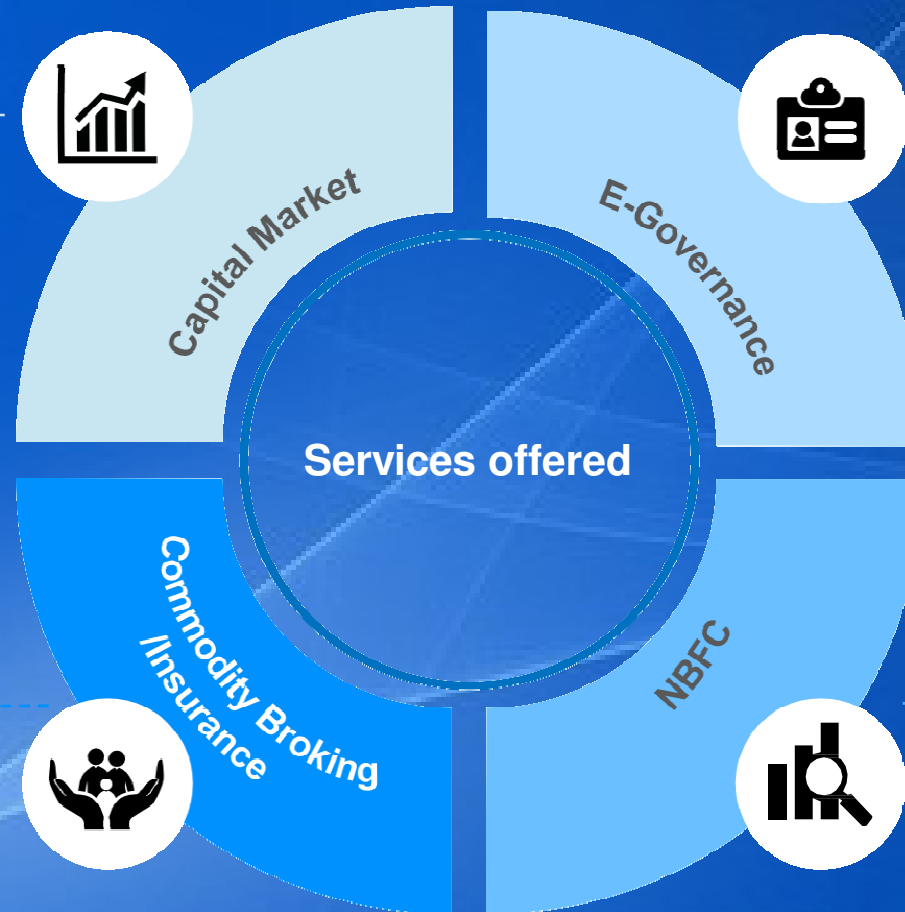 Capital Market
E-Governance
Services offered
Commodity Broking
/Insurance
NBFC